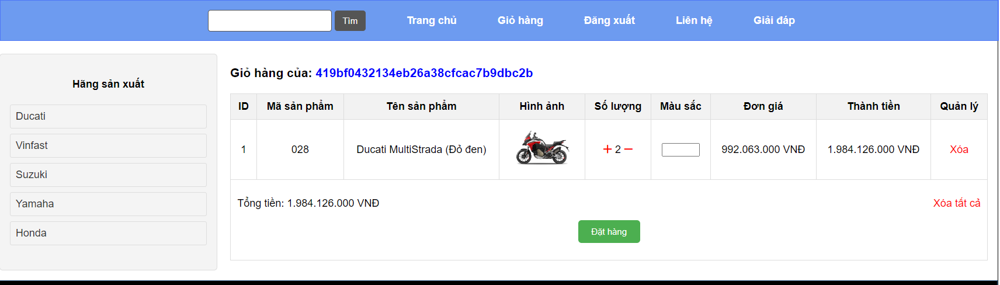 Tìm Trang chủ Giỏ hàng Đăng xuất Liên hệ Giải đáp
Hãng sản xuất
Ducati
Vinfast
Suzuki
Yamaha
Honda
Giỏ hàng của: 419bf0432134eb26a38cfcac7b9dbc2b
ID Mã sản phẩm Tên sản phẩm Hình ảnh Số lượng Màu sắc Đơn giá Thành tiền Quản lý
1 028 Ducati MultiStrada (Đỏ đen) + 2 − 992.063.000 VNĐ 1.984.126.000 VNĐ Xóa
Tổng tiền: 1.984.126.000 VNĐ Xóa tất cả
Đặt hàng